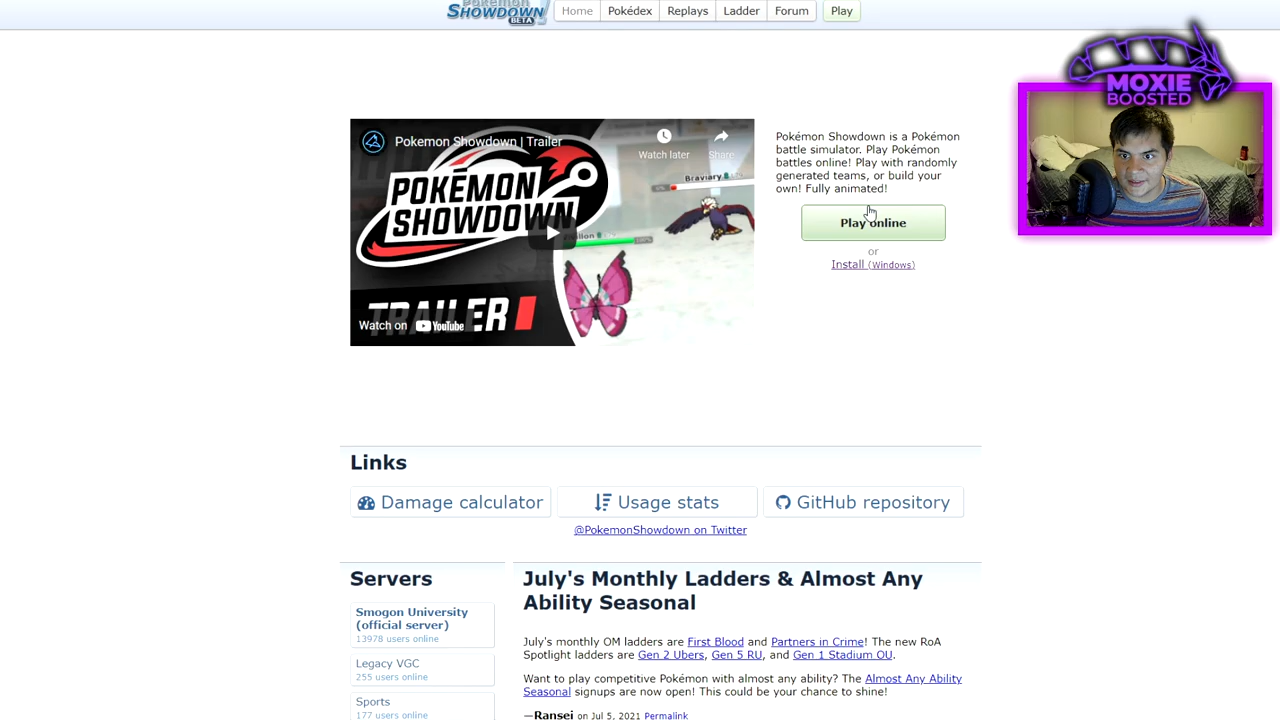 POKÉMON
SHOWDOWN!
BETA
Home Pokédex Replays Ladder Forum Play
MOXIE
BOOSTED
Pokemon Showdown | Trailer
Watch later
Share
POKÉMON
SHOWDOWN
Braviary
TRAILER
Watch on YouTube
Pokémon Showdown is a Pokémon
battle simulator. Play Pokémon
battles online! Play with randomly
generated teams, or build your
own! Fully animated!
Play online
or
Install (Windows)
Links
Damage calculator
Usage stats
GitHub repository
@PokemonShowdown on Twitter
Servers
Smogon University
(official server)
13978 users online
Legacy VGC
255 users online
Sports
177 users online
July's Monthly Ladders & Almost Any
Ability Seasonal
July's monthly OM ladders are First Blood and Partners in Crime! The new RoA
Spotlight ladders are Gen 2 Ubers, Gen 5 RU, and Gen 1 Stadium OU.
Want to play competitive Pokémon with almost any ability? The Almost Any Ability
Seasonal signups are now open! This could be your chance to shine!
—Ransei on Jul 5, 2021 Permalink